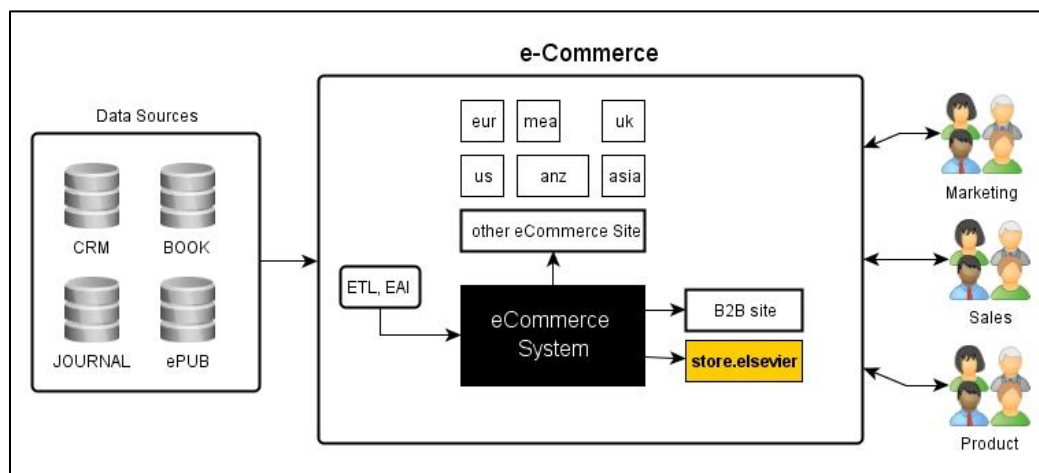 e-Commerce
Data Sources
CRM
BOOK
JOURNAL
ePUB
eur
mea
uk
us
anz
asia
other eCommerce Site
ETL, EAI
eCommerce
System
B2B site
store.elsevier
Marketing
Sales
Product